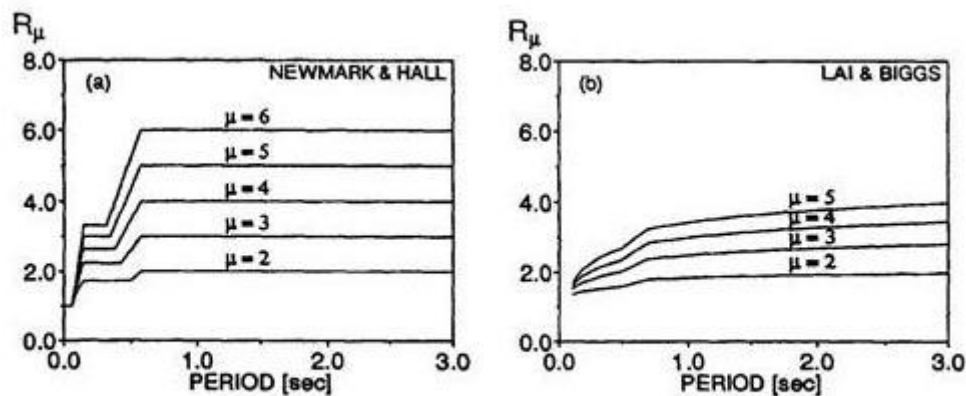 Rμ
8.0
(a)
NEWMARK & HALL
μ = 6
6.0
μ = 5
μ = 4
4.0
μ = 3
μ = 2
2.0
0.0
0.0 1.0 2.0 3.0
PERIOD [sec]
Rμ
8.0
(b)
LAI & BIGGS
6.0
μ = 5
4.0
μ = 4
μ = 3
μ = 2
2.0
0.0
0.0 1.0 2.0 3.0
PERIOD [sec]